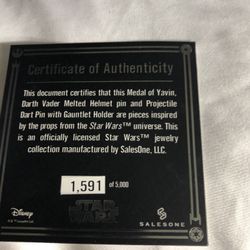 Certificate of Authenticity
This document certifies that this Medal of Yavin,
Darth Vader Melted Helmet pin and Projectile
Dart Pin with Gauntlet Holder are pieces inspired
by the props from the Star Wars™ universe. This
is an officially licensed Star Wars™ jewelry
collection manufactured by SalesOne, LLC.
1,591 of 5,000
Disney
STAR WARS
SALESONE